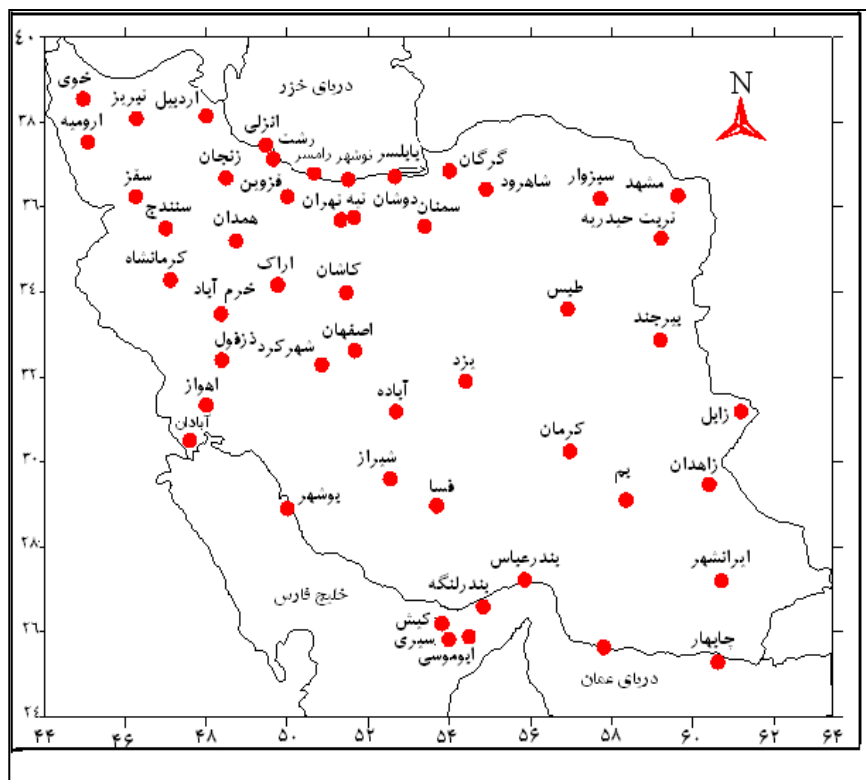 N
۴۰
دریای خزر
خوی
تبریز
اردبیل
۳۸
ارومیه
انزلی
رشت
رامسر
نوشهر
بابلسر
گرگان
زنجان
قزوین
شاهرود
سبزوار
مشهد
سقز
۳۶
تهران
تپه
دوشان
سمنان
تربت حیدریه
سنندج
همدان
کرمانشاه
اراک
کاشان
۳۴
خرم آباد
طبس
بیرجند
دزفول
شهرکرد
اصفهان
۳۲
یزد
اهواز
آباده
زابل
آبادان
کرمان
۳۰
شیراز
زاهدان
بوشهر
فسا
بم
۲۸
بندرعباس
ایرانشهر
خلیج فارس
بندرلنگه
۲۶
کیش
سیری
ابوموسی
چابهار
دریای عمان
۲۴
۴۴ ۴۶ ۴۸ ۵۰ ۵۲ ۵۴ ۵۶ ۵۸ ۶۰ ۶۲ ۶۴